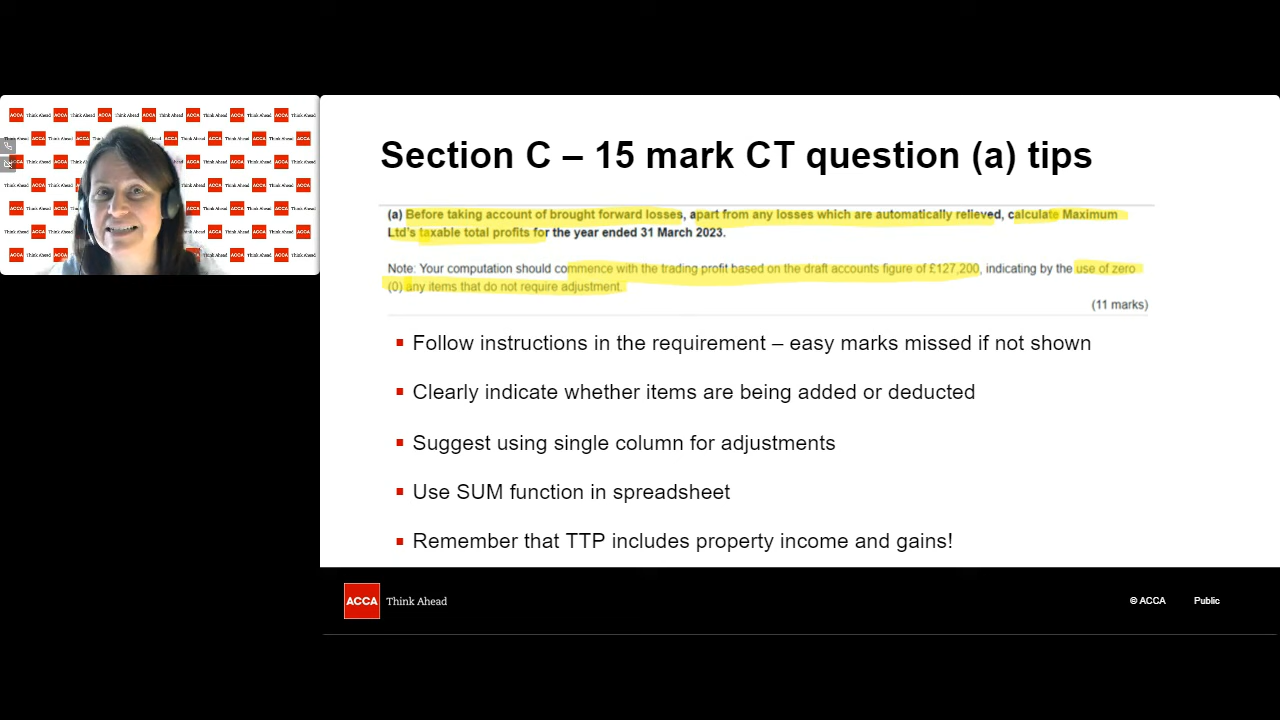 Section C – 15 mark CT question (a) tips
(a) Before taking account of brought forward losses, apart from any losses which are automatically relieved, calculate Maximum
Ltd's taxable total profits for the year ended 31 March 2023.
Note: Your computation should commence with the trading profit based on the draft accounts figure of £127,200, indicating by the use of zero
(0) any items that do not require adjustment.
(11 marks)
Follow instructions in the requirement – easy marks missed if not shown
Clearly indicate whether items are being added or deducted
Suggest using single column for adjustments
Use SUM function in spreadsheet
Remember that TTP includes property income and gains!
ACCA Think Ahead
© ACCA Public